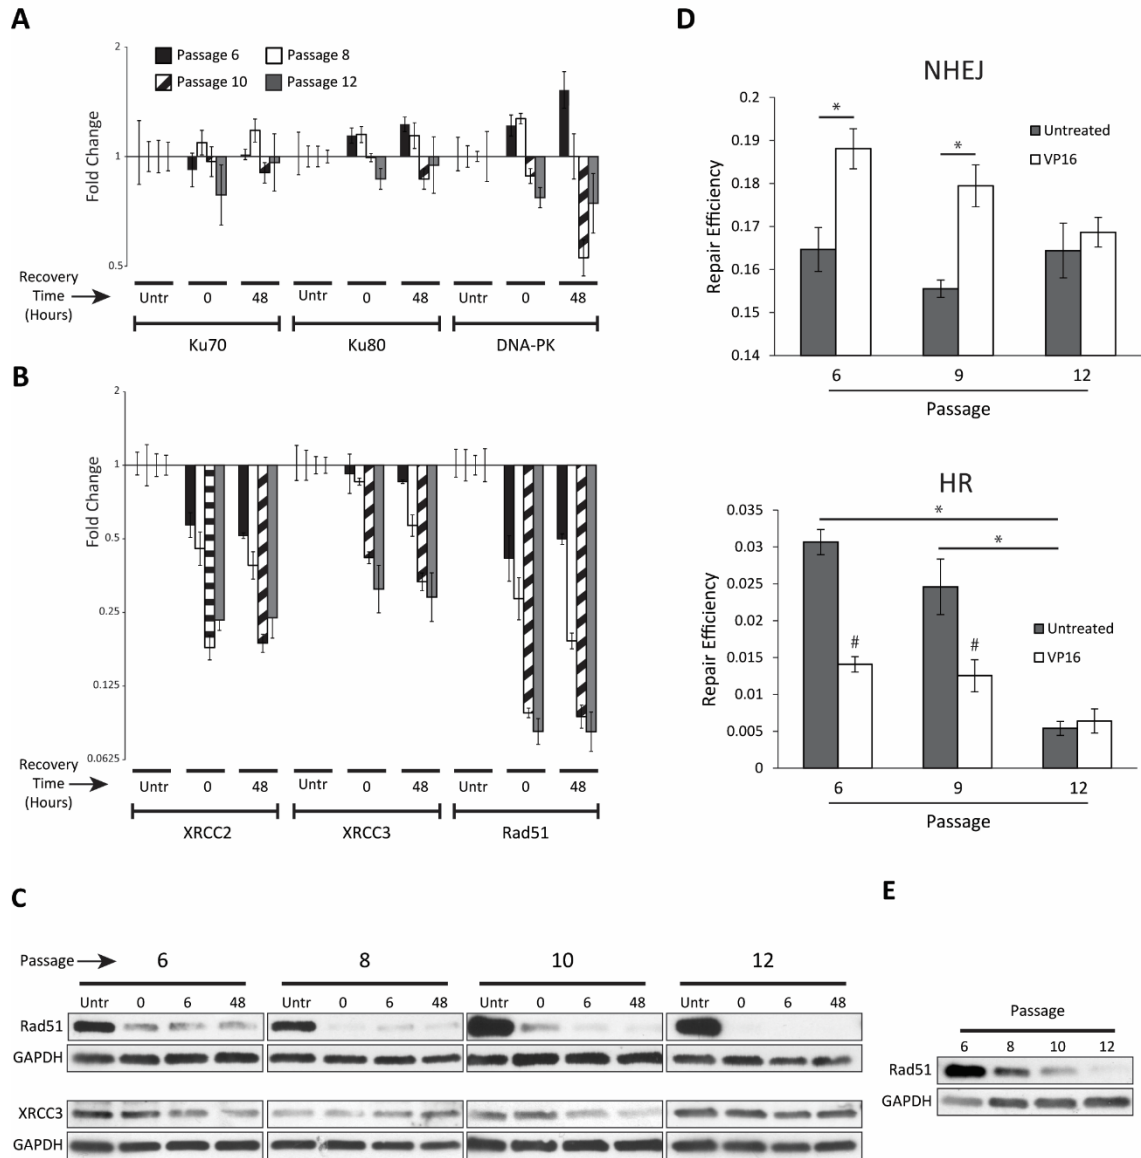 A
2
Passage 6
Passage 8
Passage 10
Passage 12
Fold Change
1
0.5
Recovery
Time
(Hours)
Untr 0 48 Untr 0 48 Untr 0 48
Ku70 Ku80 DNA-PK
B
2
1
Fold Change
0.5
0.25
0.125
0.0625
Recovery
Time
(Hours)
Untr 0 48 Untr 0 48 Untr 0 48
XRCC2 XRCC3 Rad51
C
Passage 6 8 10 12
Untr 0 6 48 Untr 0 6 48 Untr 0 6 48 Untr 0 6 48
Rad51
GAPDH
XRCC3
GAPDH
D
NHEJ
0.2
0.19
0.18
0.17
0.16
0.15
0.14
Repair Efficiency
* *
Untreated
VP16
6 9 12
Passage
HR
0.035
0.03
0.025
0.02
0.015
0.01
0.005
0
Repair Efficiency
*
*
# #
Untreated
VP16
6 9 12
Passage
E
Passage
6 8 10 12
Rad51
GAPDH